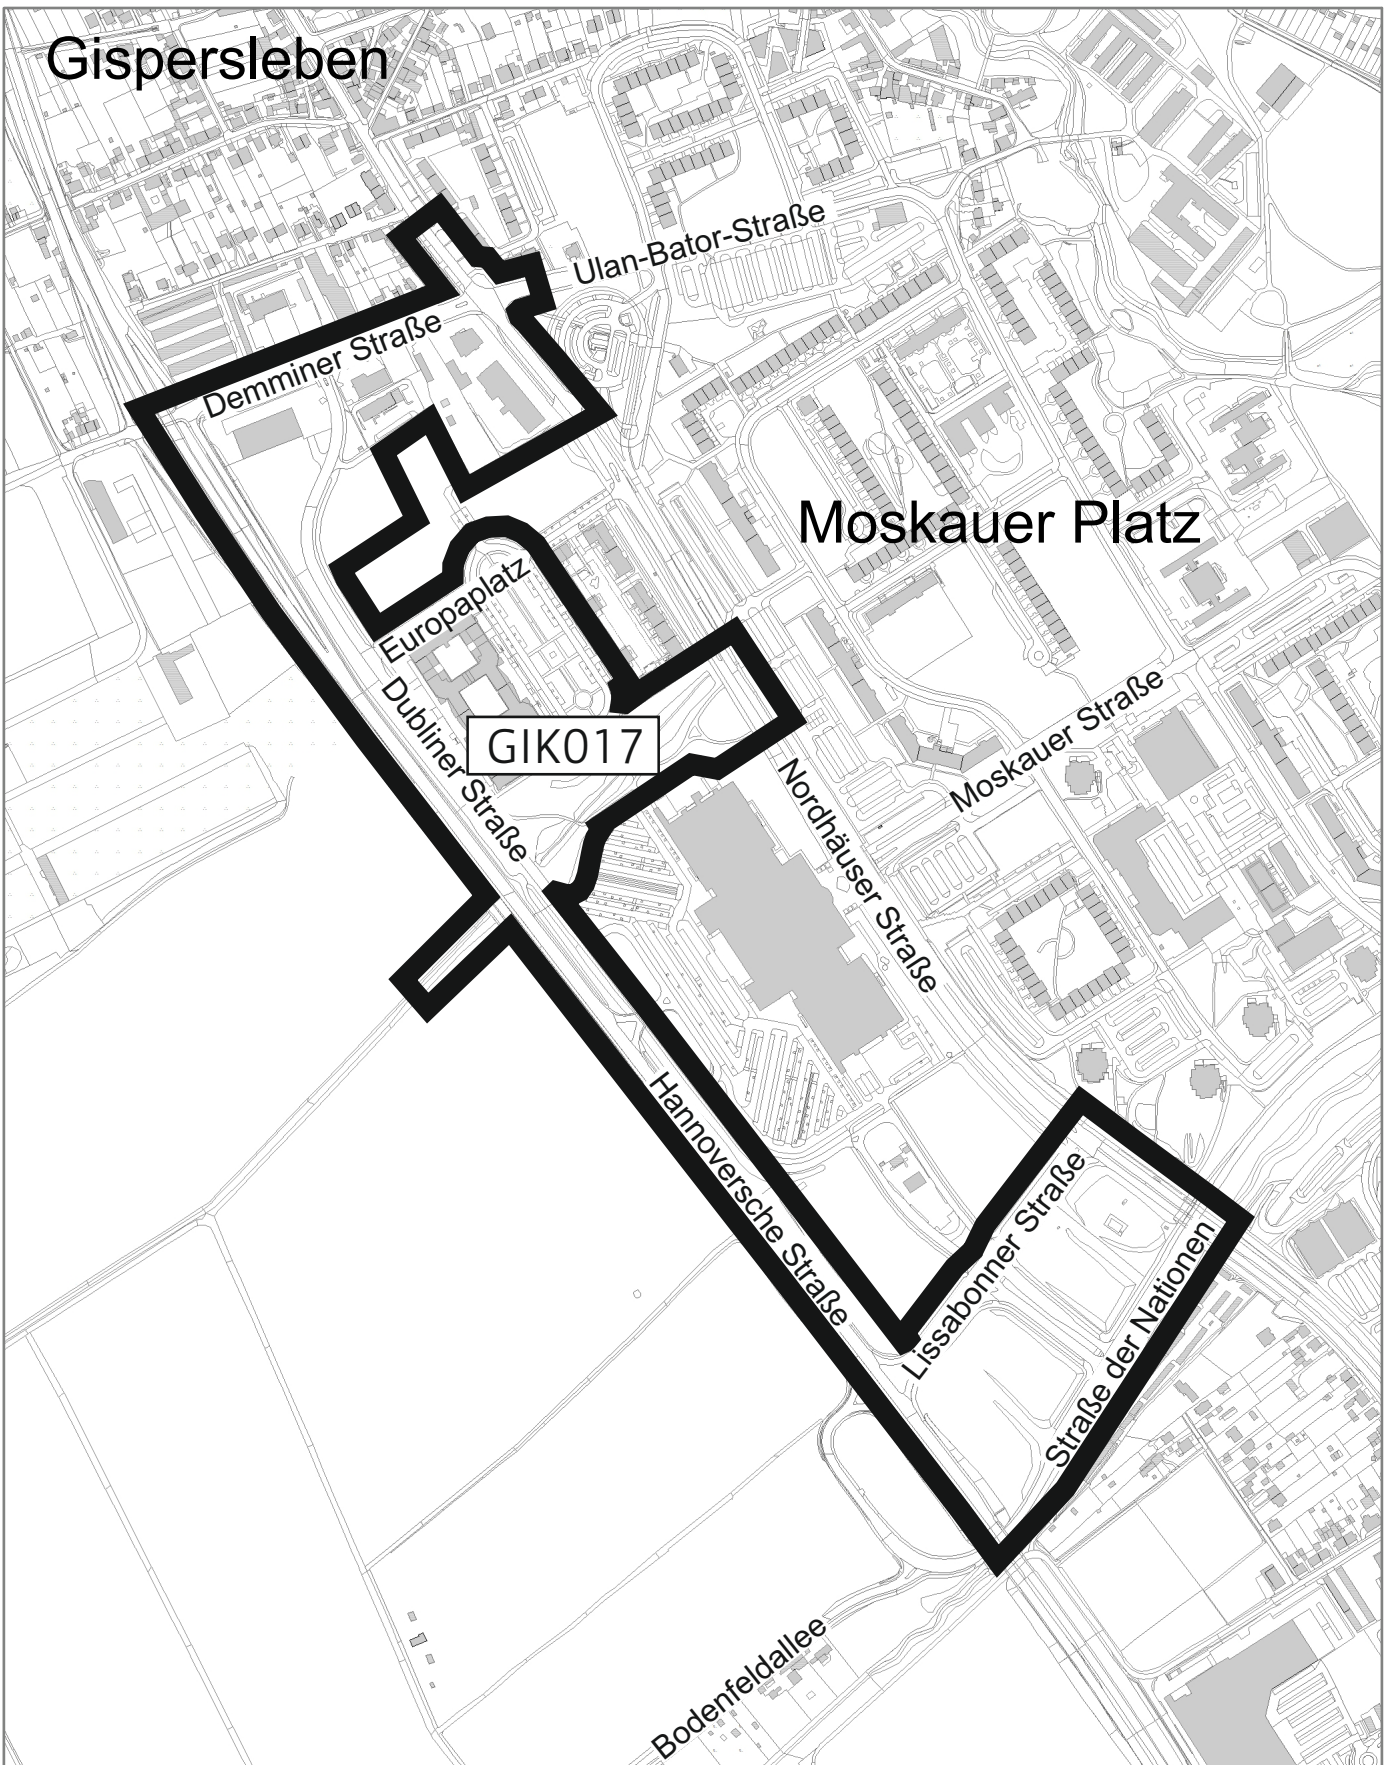 Gispersleben
Ulan-Bator-Straße
Demminer Straße
Moskauer Platz
Europaplatz
Dubliner Straße
GIK017
Moskauer Straße
Nordhäuser Straße
Hannoversche Straße
Lissabonner Straße
Straße der Nationen
Bodenfeldallee